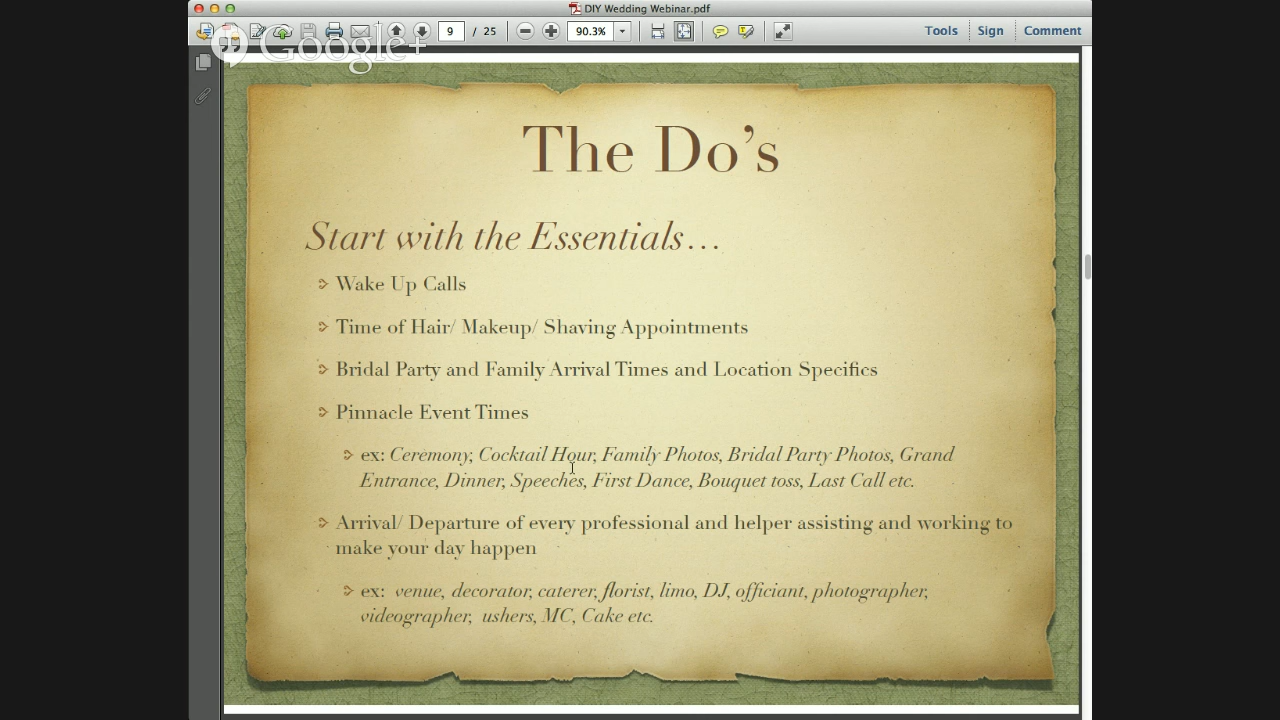 DIY Wedding Webinar.pdf
9 / 25
90.3%
Tools Sign Comment
Google+
The Do's
Start with the Essentials…
Wake Up Calls
Time of Hair/ Makeup/ Shaving Appointments
Bridal Party and Family Arrival Times and Location Specifics
Pinnacle Event Times
ex: Ceremony, Cocktail Hour, Family Photos, Bridal Party Photos, Grand
Entrance, Dinner, Speeches, First Dance, Bouquet toss, Last Call etc.
Arrival/ Departure of every professional and helper assisting and working to
make your day happen
ex: venue, decorator, caterer, florist, limo, DJ, officiant, photographer,
videographer, ushers, MC, Cake etc.